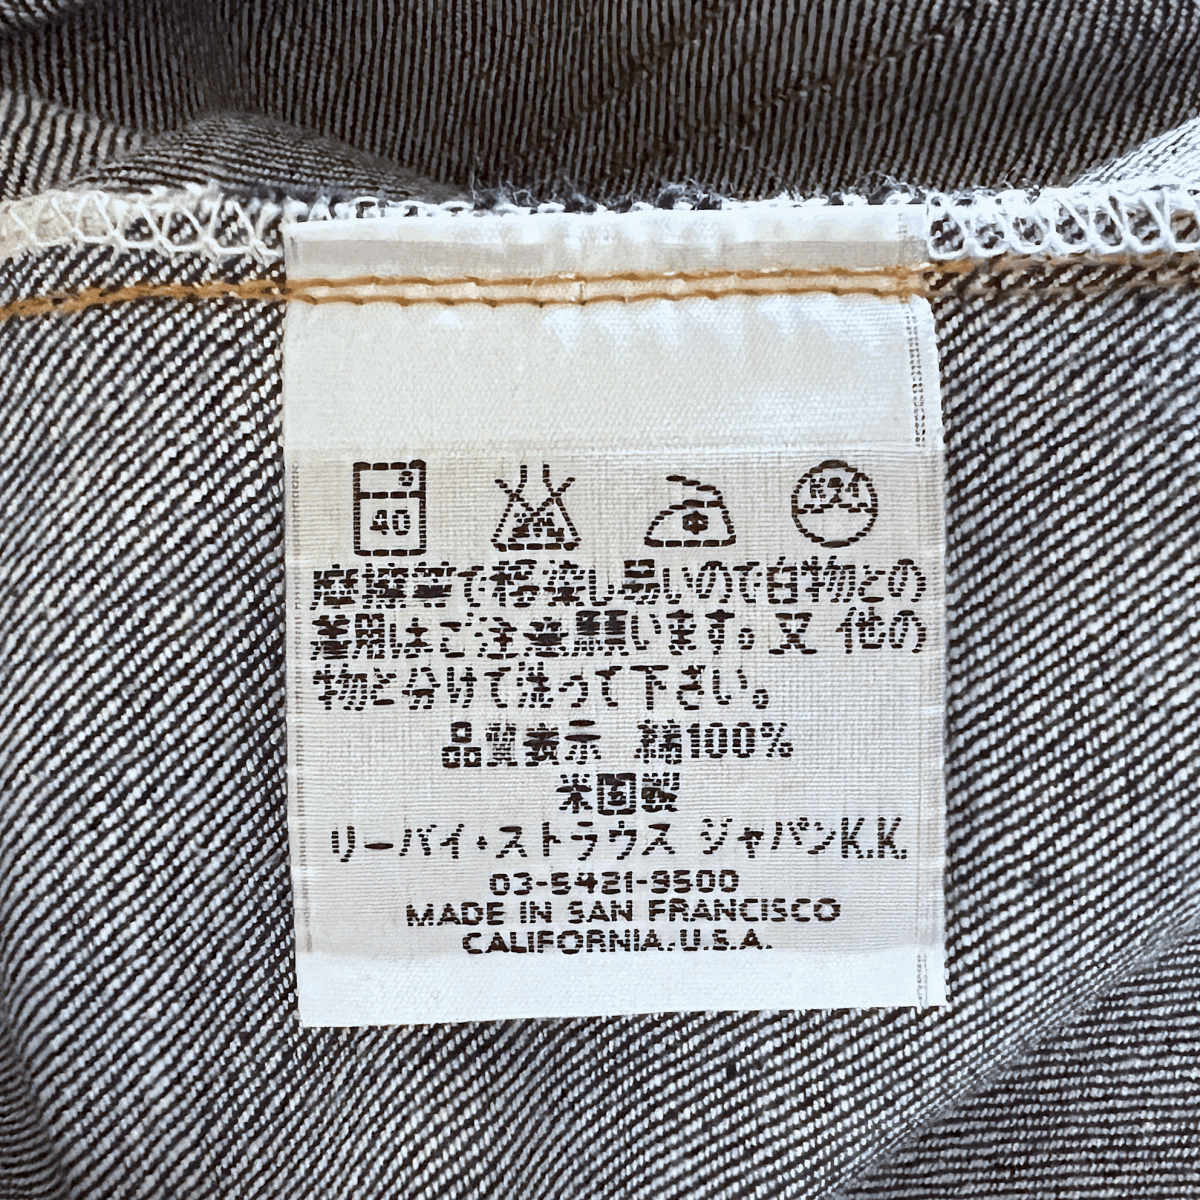 40
摩擦等で移染し易いので白物との
着用はご注意願います。又 他の
物と分けて洗って下さい。
品質表示 綿100%
米国製
リーバイ・ストラウス ジャパンK.K.
03-5421-9500
MADE IN SAN FRANCISCO
CALIFORNIA.U.S.A.